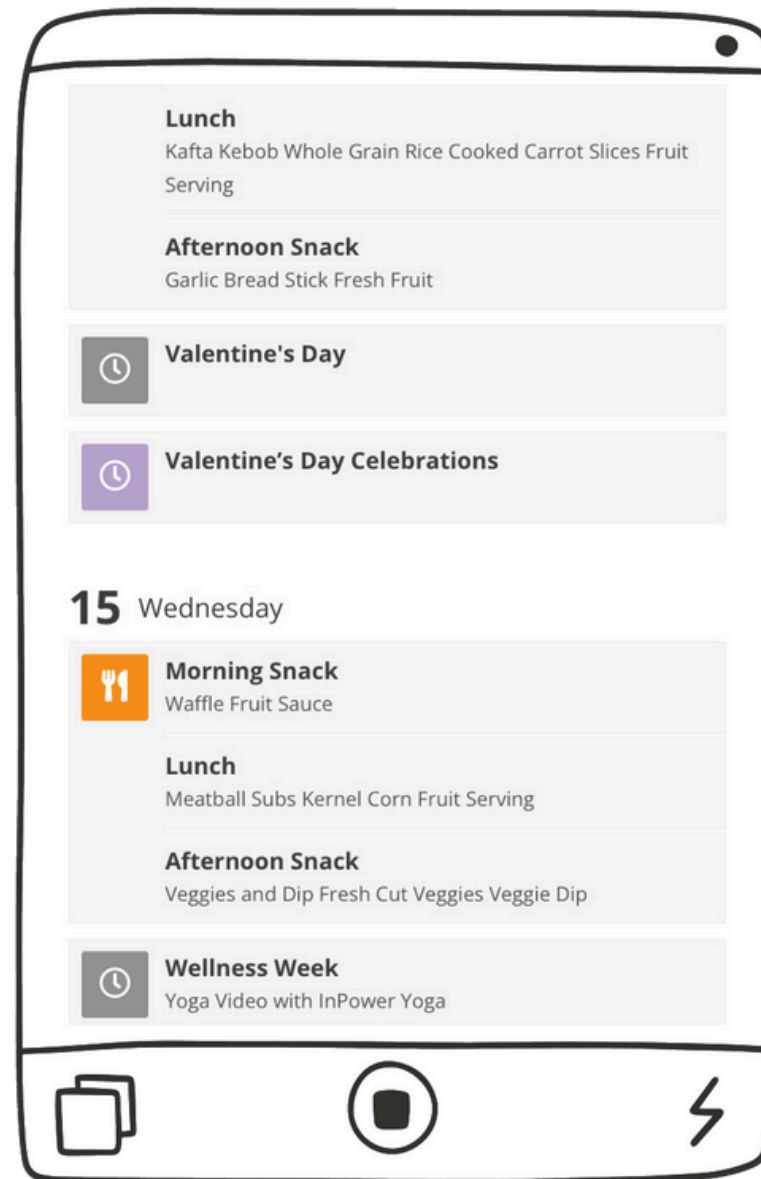 Lunch
Kafta Kebob Whole Grain Rice Cooked Carrot Slices Fruit
Serving
Afternoon Snack
Garlic Bread Stick Fresh Fruit
Valentine's Day
Valentine’s Day Celebrations
15 Wednesday
Morning Snack
Waffle Fruit Sauce
Lunch
Meatball Subs Kernel Corn Fruit Serving
Afternoon Snack
Veggies and Dip Fresh Cut Veggies Veggie Dip
Wellness Week
Yoga Video with InPower Yoga